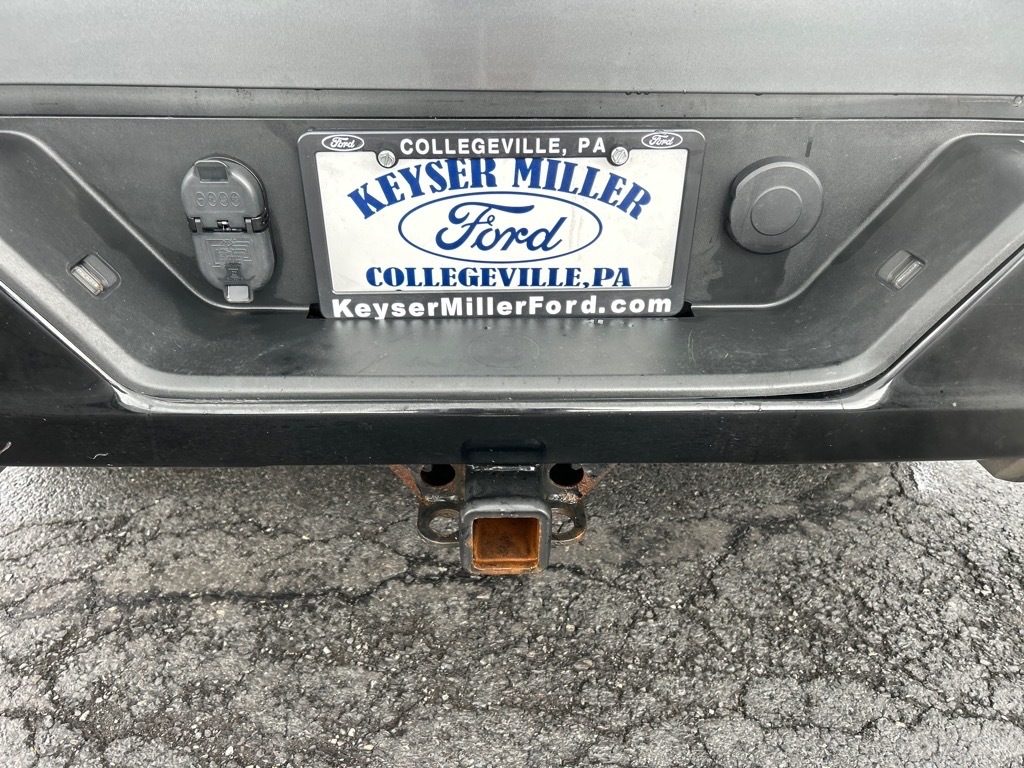 Ford COLLEGEVILLE, PA Ford
KEYSER MILLER
Ford
COLLEGEVILLE,PA
KeyserMillerFord.com